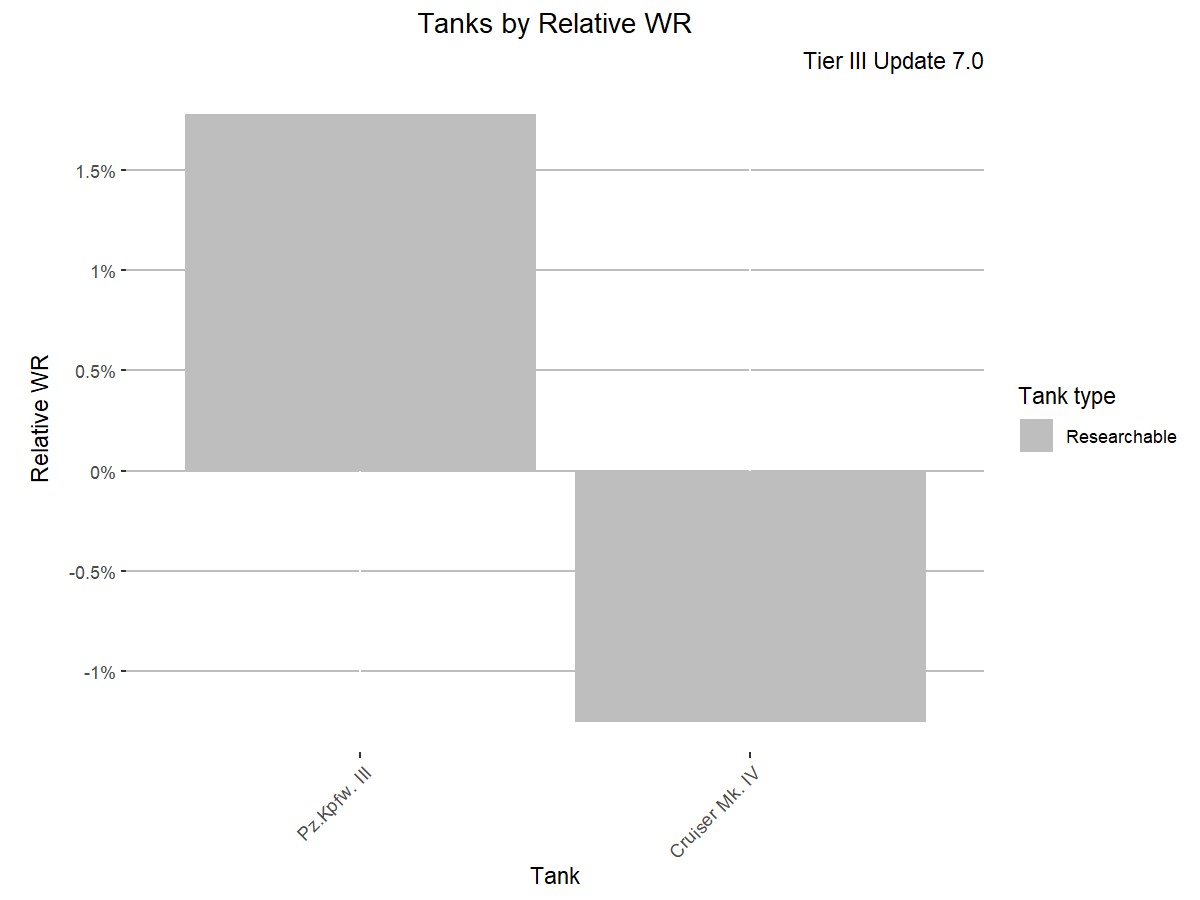 Tanks by Relative WR
Tier III Update 7.0
Relative WR
1.5%
1%
0.5%
0%
-0.5%
-1%
Pz.Kpfw. III
Cruiser Mk. IV
Tank
Tank type
Researchable